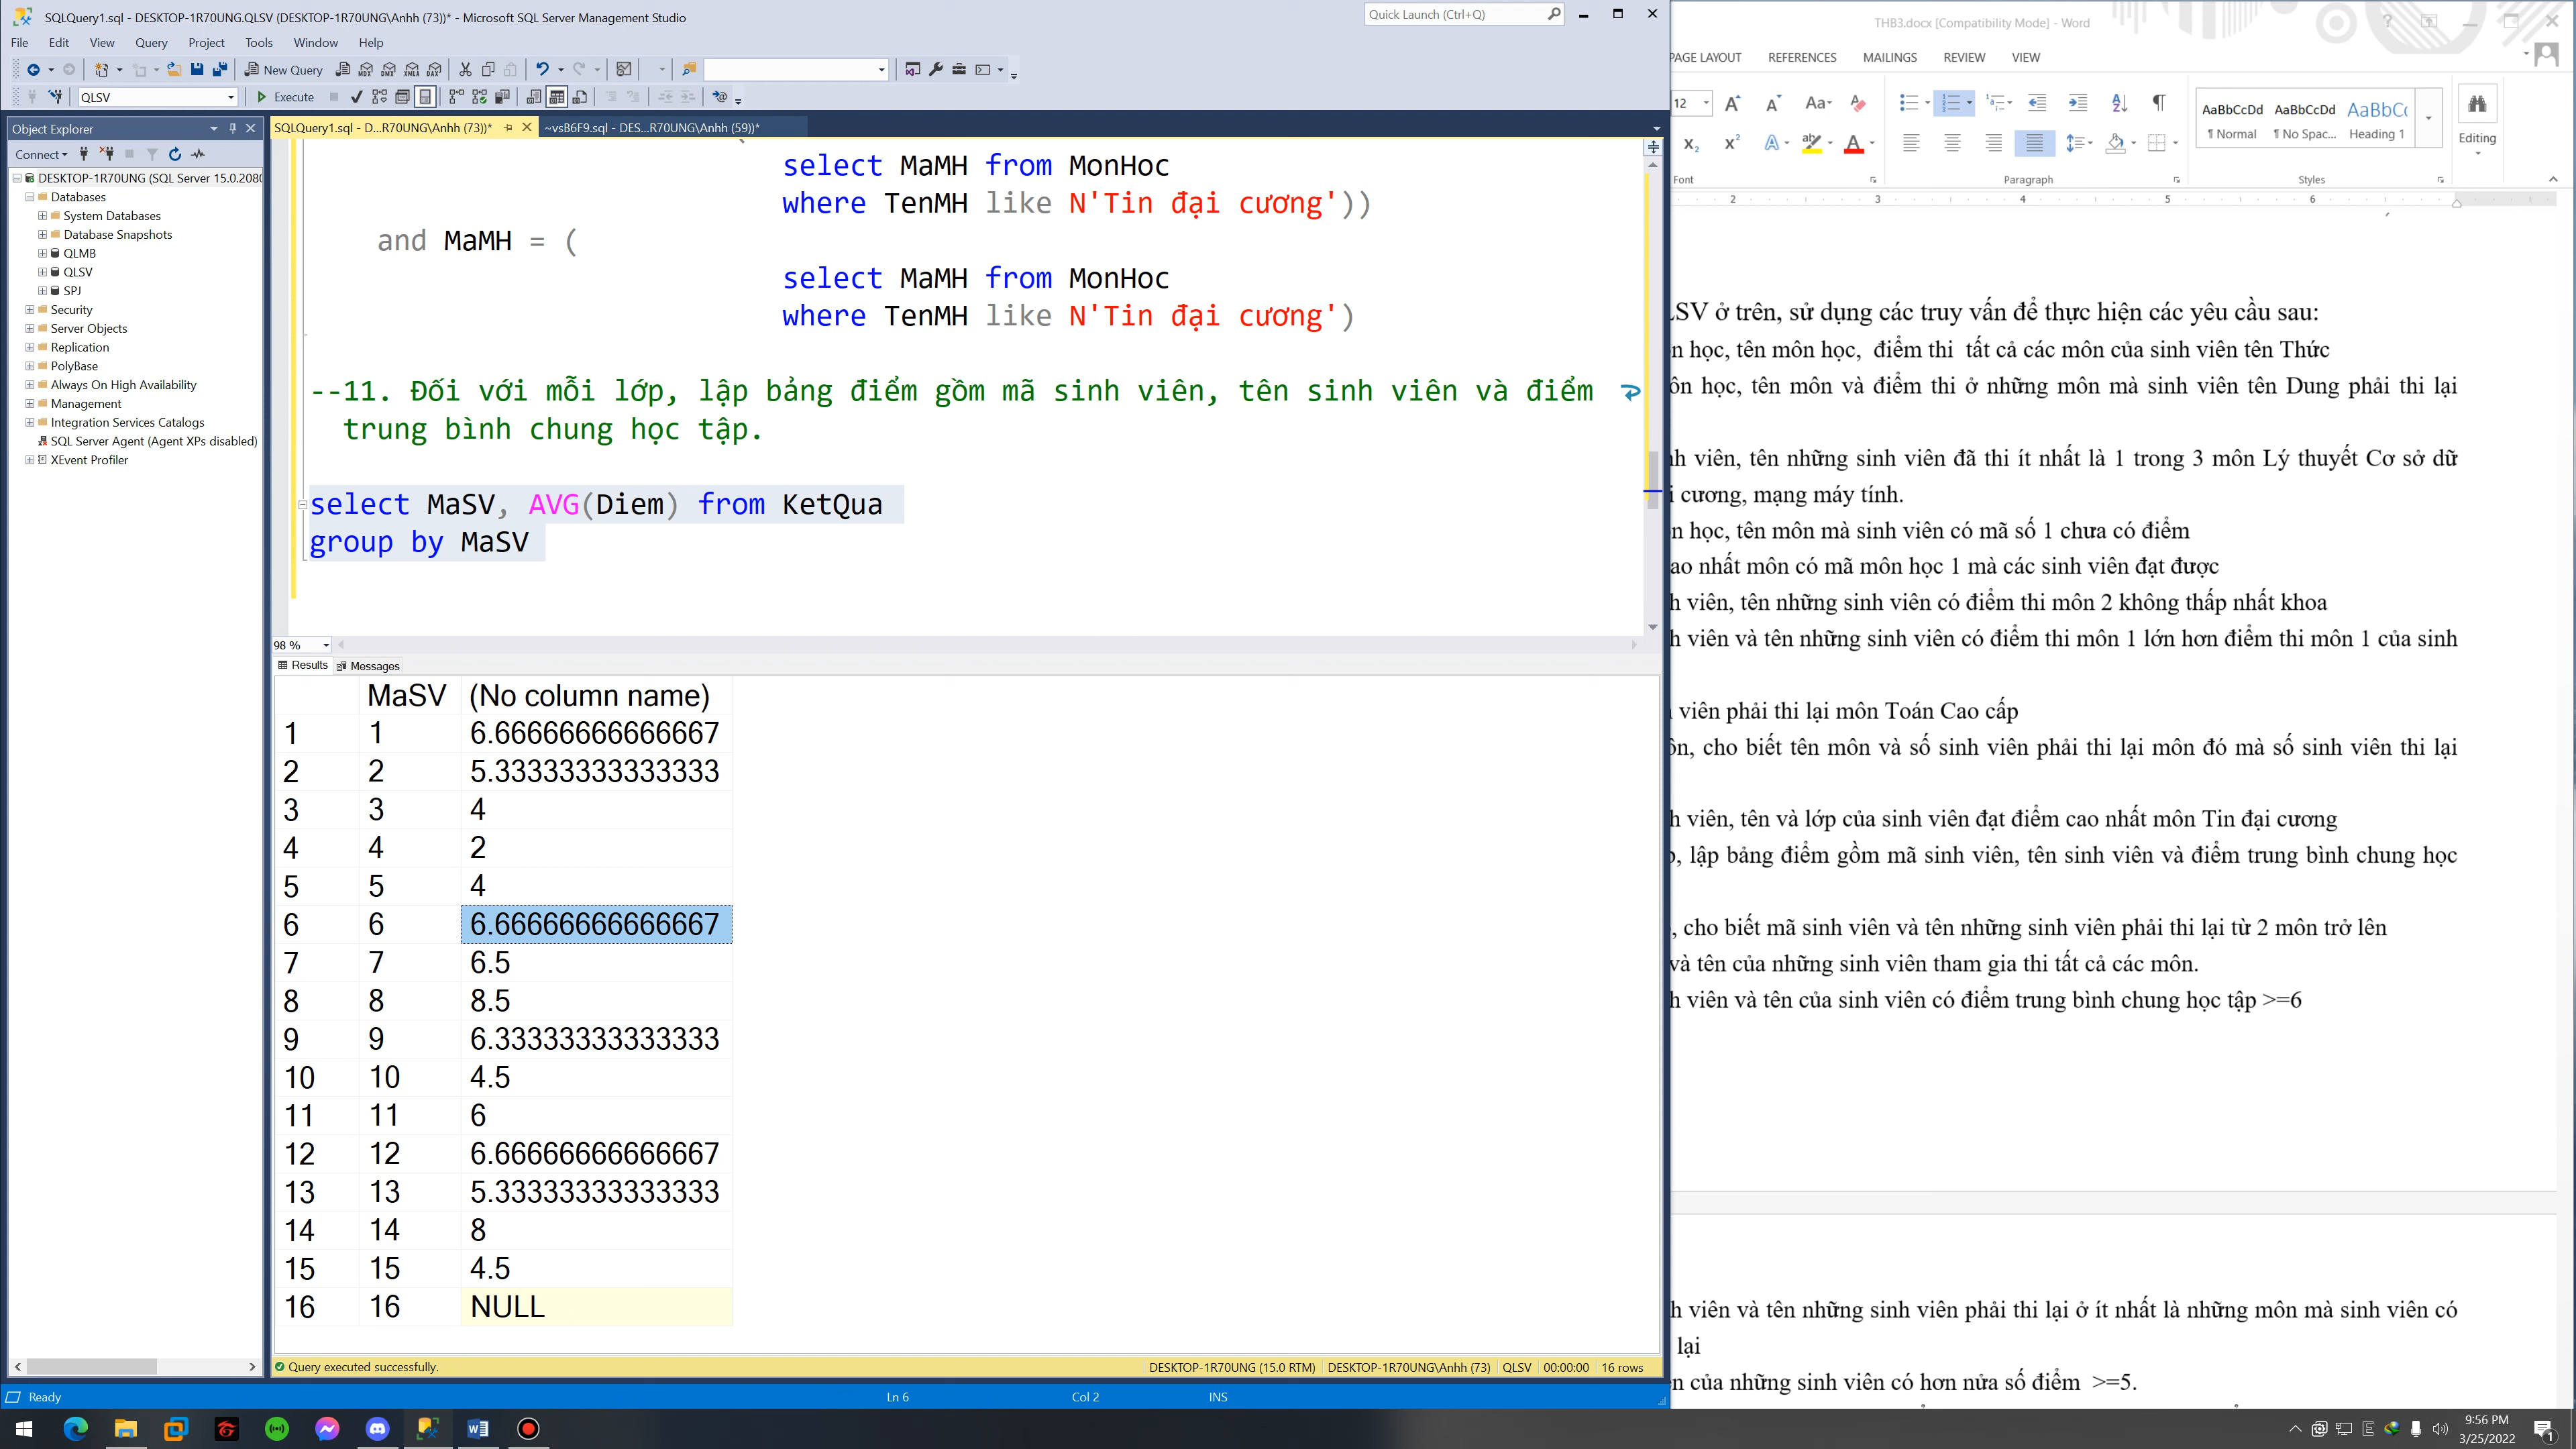 SQLQuery1.sql - DESKTOP-1R70UNG.QLSV (DESKTOP-1R70UNG\Anhh (73))* - Microsoft SQL Server Management Studio
Quick Launch (Ctrl+Q)
File Edit View Query Project Tools Window Help
New Query
QLSV
Execute
Object Explorer
Connect
DESKTOP-1R70UNG (SQL Server 15.0.2080
Databases
System Databases
Database Snapshots
QLMB
QLSV
SPJ
Security
Server Objects
Replication
PolyBase
Always On High Availability
Management
Integration Services Catalogs
SQL Server Agent (Agent XPs disabled)
XEvent Profiler
SQLQuery1.sql - D...R70UNG\Anhh (73))*
~vsB6F9.sql - DES...R70UNG\Anhh (59))*
select MaMH from MonHoc
where TenMH like N'Tin đại cương'))
and MaMH = (
select MaMH from MonHoc
where TenMH like N'Tin đại cương')
--11. Đối với mỗi lớp, lập bảng điểm gồm mã sinh viên, tên sinh viên và điểm
trung bình chung học tập.
select MaSV, AVG(Diem) from KetQua
group by MaSV
98 %
Results Messages
MaSV (No column name)
1 1 6.66666666666667
2 2 5.33333333333333
3 3 4
4 4 2
5 5 4
6 6 6.66666666666667
7 7 6.5
8 8 8.5
9 9 6.33333333333333
10 10 4.5
11 11 6
12 12 6.66666666666667
13 13 5.33333333333333
14 14 8
15 15 4.5
16 16 NULL
Query executed successfully.
DESKTOP-1R70UNG (15.0 RTM) DESKTOP-1R70UNG\Anhh (73) QLSV 00:00:00 16 rows
Ready Ln 6 Col 2 INS
THB3.docx [Compatibility Mode] - Word
PAGE LAYOUT REFERENCES MAILINGS REVIEW VIEW
12
AaBbCcDd AaBbCcDd AaBbC
¶ Normal ¶ No Spac... Heading 1
Editing
Font Paragraph Styles
2 3 4 5 6
LSV ở trên, sử dụng các truy vấn để thực hiện các yêu cầu sau:
n học, tên môn học, điểm thi tất cả các môn của sinh viên tên Thức
ôn học, tên môn và điểm thi ở những môn mà sinh viên tên Dung phải thi lại
nh viên, tên những sinh viên đã thi ít nhất là 1 trong 3 môn Lý thuyết Cơ sở dữ
i cương, mạng máy tính.
n học, tên môn mà sinh viên có mã số 1 chưa có điểm
ao nhất môn có mã môn học 1 mà các sinh viên đạt được
h viên, tên những sinh viên có điểm thi môn 2 không thấp nhất khoa
h viên và tên những sinh viên có điểm thi môn 1 lớn hơn điểm thi môn 1 của sinh
viên phải thi lại môn Toán Cao cấp
ôn, cho biết tên môn và số sinh viên phải thi lại môn đó mà số sinh viên thi lại
h viên, tên và lớp của sinh viên đạt điểm cao nhất môn Tin đại cương
p, lập bảng điểm gồm mã sinh viên, tên sinh viên và điểm trung bình chung học
, cho biết mã sinh viên và tên những sinh viên phải thi lại từ 2 môn trở lên
và tên của những sinh viên tham gia thi tất cả các môn.
h viên và tên của sinh viên có điểm trung bình chung học tập >=6
h viên và tên những sinh viên phải thi lại ở ít nhất là những môn mà sinh viên có
lại
n của những sinh viên có hơn nửa số điểm >=5.
9:56 PM
3/25/2022